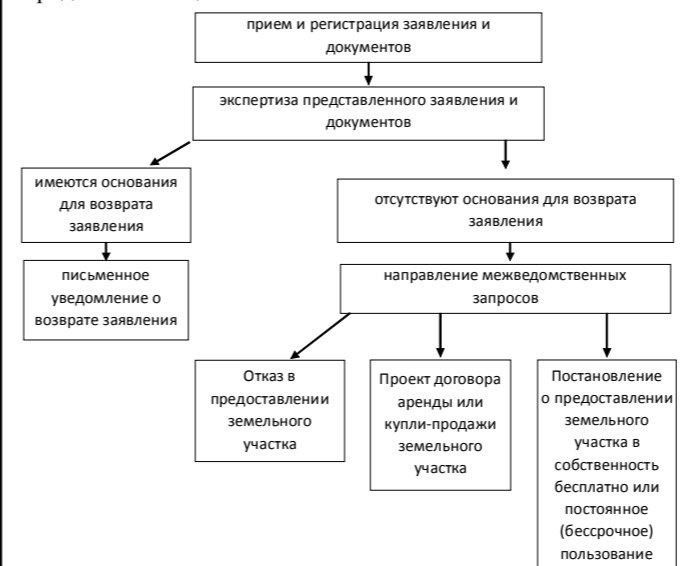 прием и регистрация заявления и
документов
экспертиза представленного заявления и
документов
имеются основания
для возврата
заявления
отсутствуют основания для возврата
заявления
письменное
уведомление о
возврате заявления
направление межведомственных
запросов
Отказ в
предоставлении
земельного
участка
Проект договора
аренды или
купли-продажи
земельного
участка
Постановление
о предоставлении
земельного
участка в
собственность
бесплатно или
постоянное
(бессрочное)
пользование